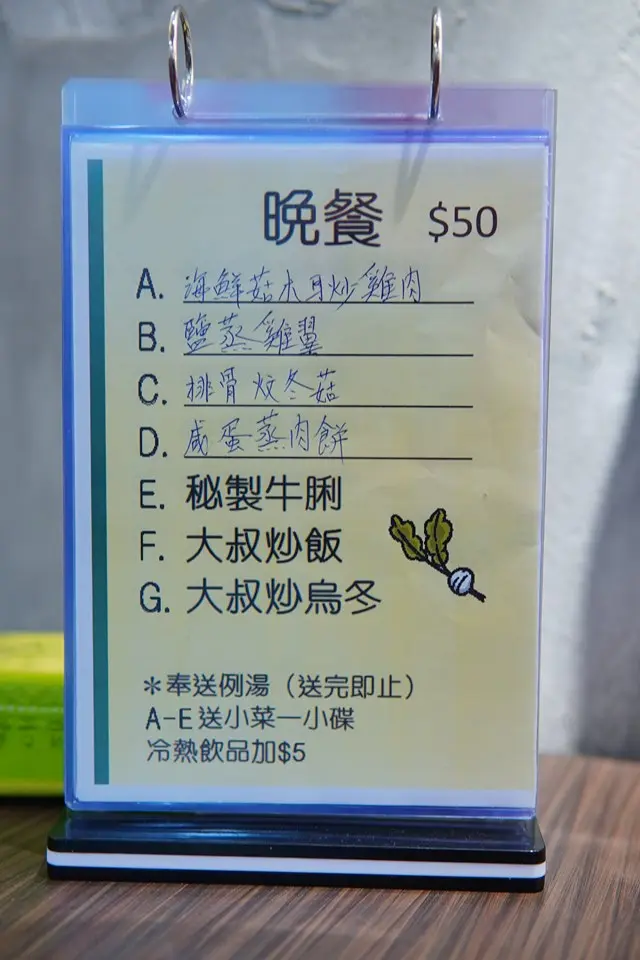 晚餐 $50
A. 海鮮菇木耳炒雞肉
B. 鹽蒸雞翼
C. 排骨炆冬菇
D. 咸蛋蒸肉餅
E. 秘製牛脷
F. 大叔炒飯
G. 大叔炒烏冬
*奉送例湯（送完即止）
A-E送小菜一小碟
冷熱飲品加$5